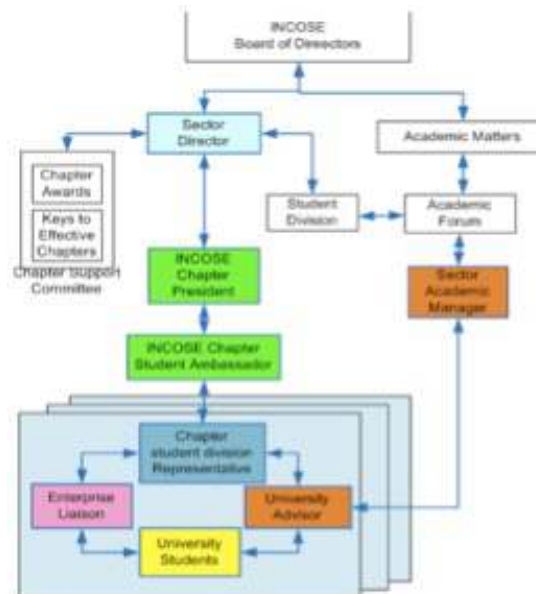 INCOSE
Board of Directors
Sector
Director
Academic Matters
Chapter
Awards
Keys to
Effective
Chapters
Chapter Support
Committee
Student
Division
Academic
Forum
INCOSE
Chapter
President
Sector
Academic
Manager
INCOSE Chapter
Student Ambassador
Chapter
student division
Representative
Enterprise
Liaison
University
Advisor
University
Students